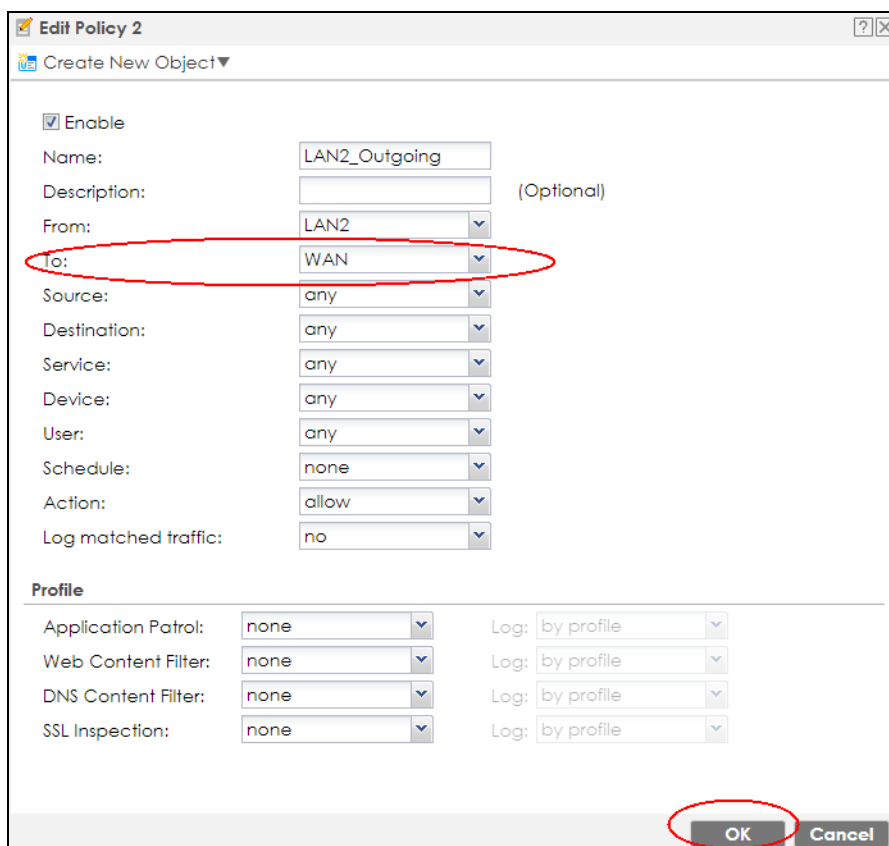 Edit Policy 2
Create New Object
Enable
Name: LAN2_Outgoing
Description: (Optional)
From: LAN2
To: WAN
Source: any
Destination: any
Service: any
Device: any
User: any
Schedule: none
Action: allow
Log matched traffic: no
Profile
Application Patrol: none Log: by profile
Web Content Filter: none Log: by profile
DNS Content Filter: none Log: by profile
SSL Inspection: none Log: by profile
OK Cancel